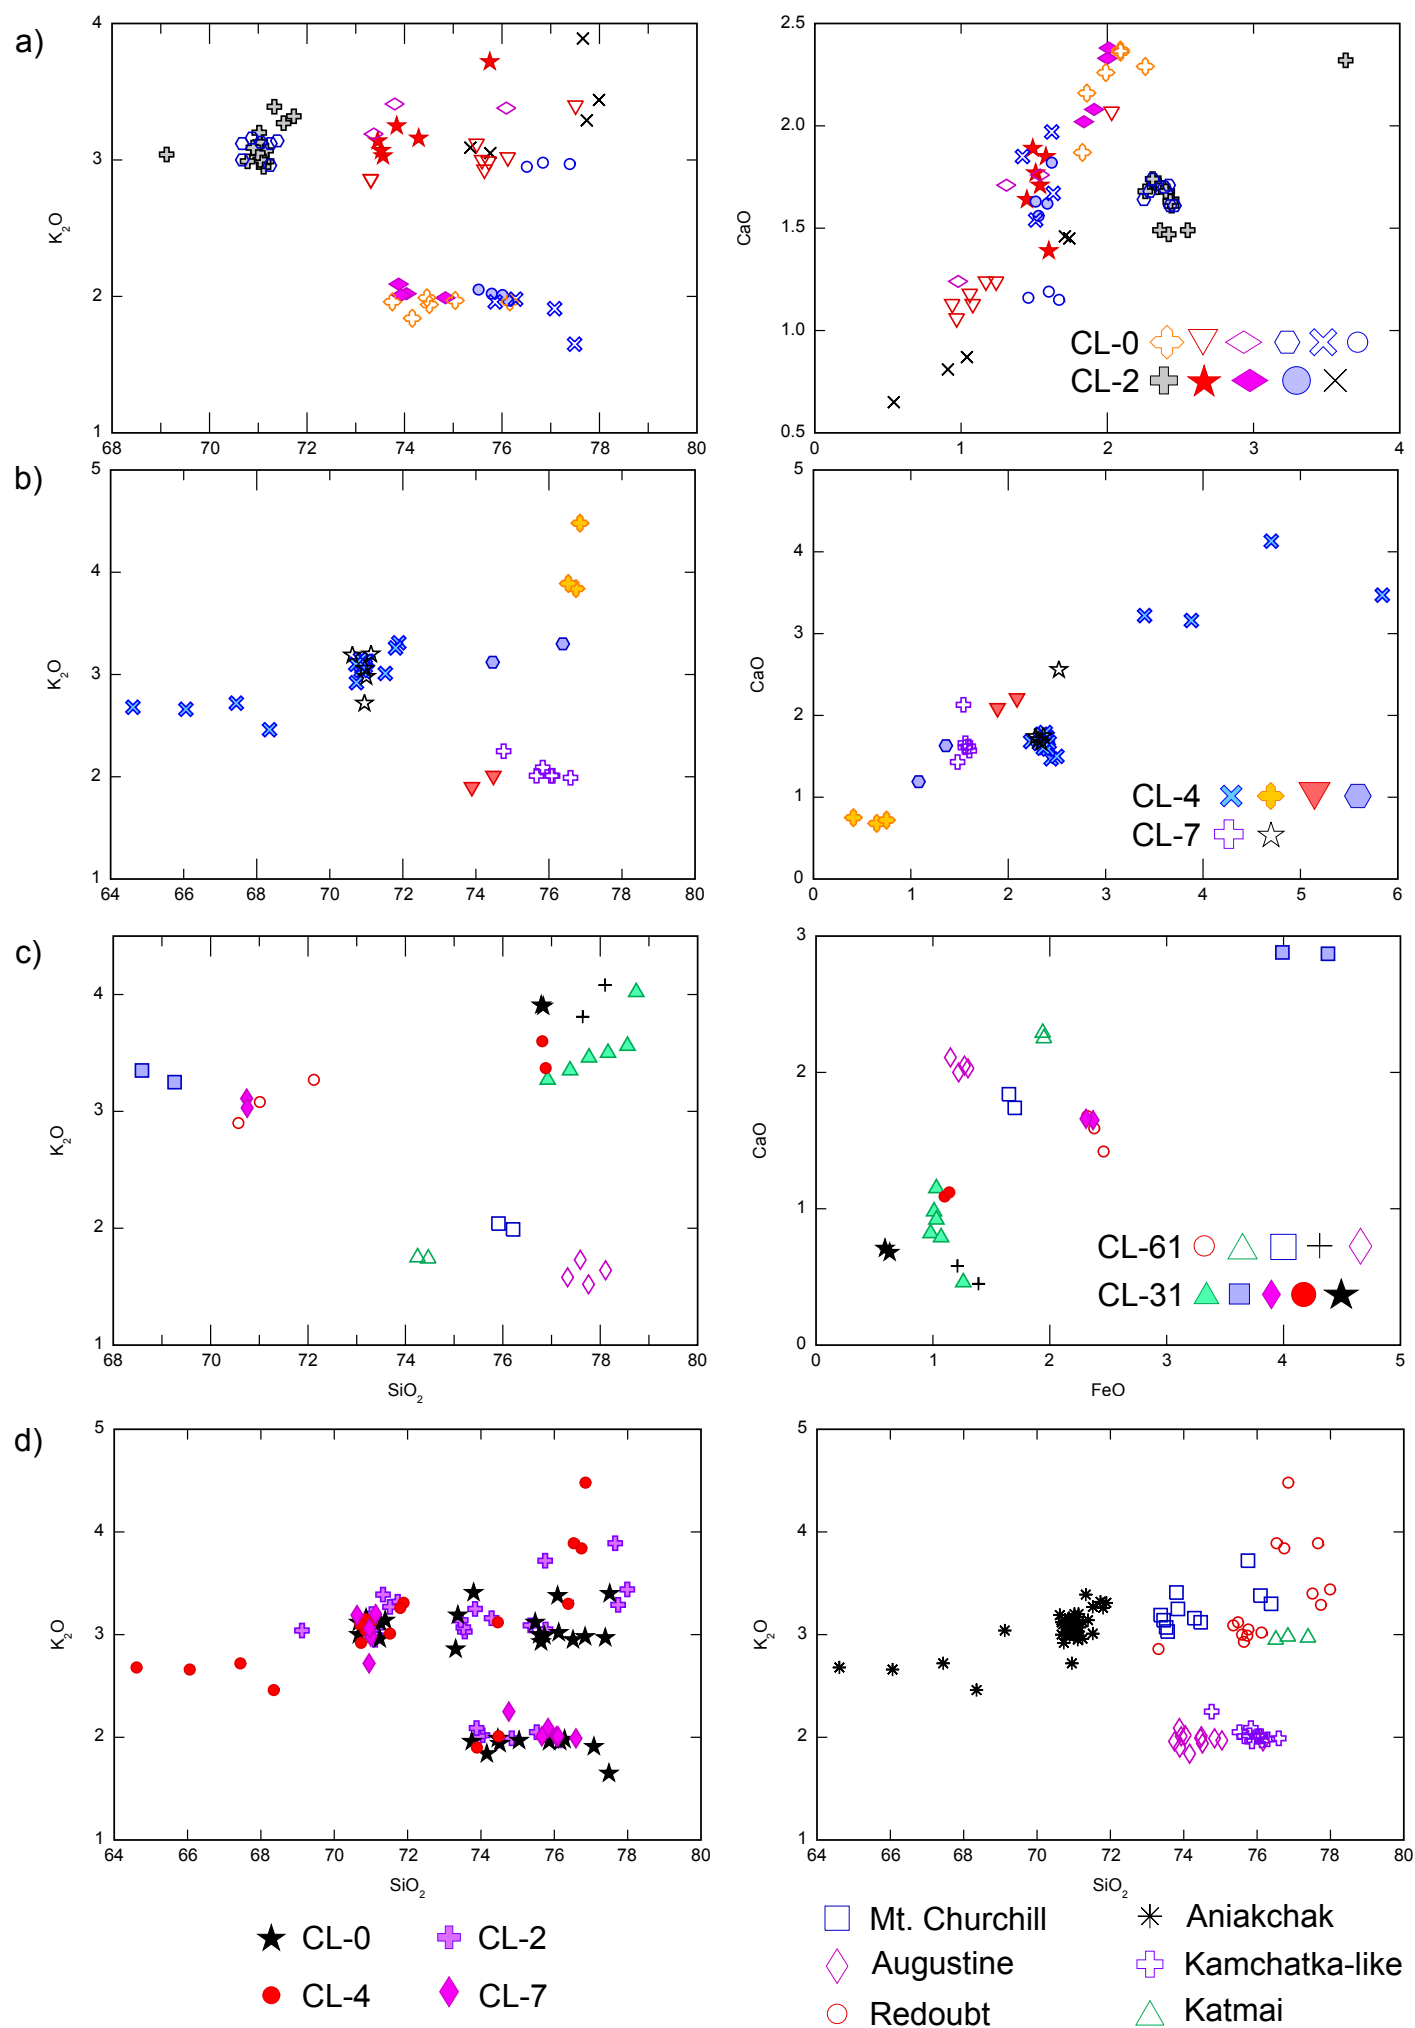 a)
4
3
2
1
K2O
68 70 72 74 76 78 80
2.5
2.0
1.5
1.0
0.5
CaO
0 1 2 3 4
CL-0
CL-2
b)
5
4
3
2
1
K2O
64 66 68 70 72 74 76 78 80
5
4
3
2
1
0
CaO
0 1 2 3 4 5 6
CL-4
CL-7
c)
4
3
2
1
K2O
68 70 72 74 76 78 80
SiO2
3
2
1
0
CaO
0 1 2 3 4 5
FeO
CL-61
CL-31
d)
5
4
3
2
1
K2O
64 66 68 70 72 74 76 78 80
SiO2
5
4
3
2
1
K2O
64 66 68 70 72 74 76 78 80
SiO2
CL-0 CL-2
CL-4 CL-7
Mt. Churchill Aniakchak
Augustine Kamchatka-like
Redoubt Katmai